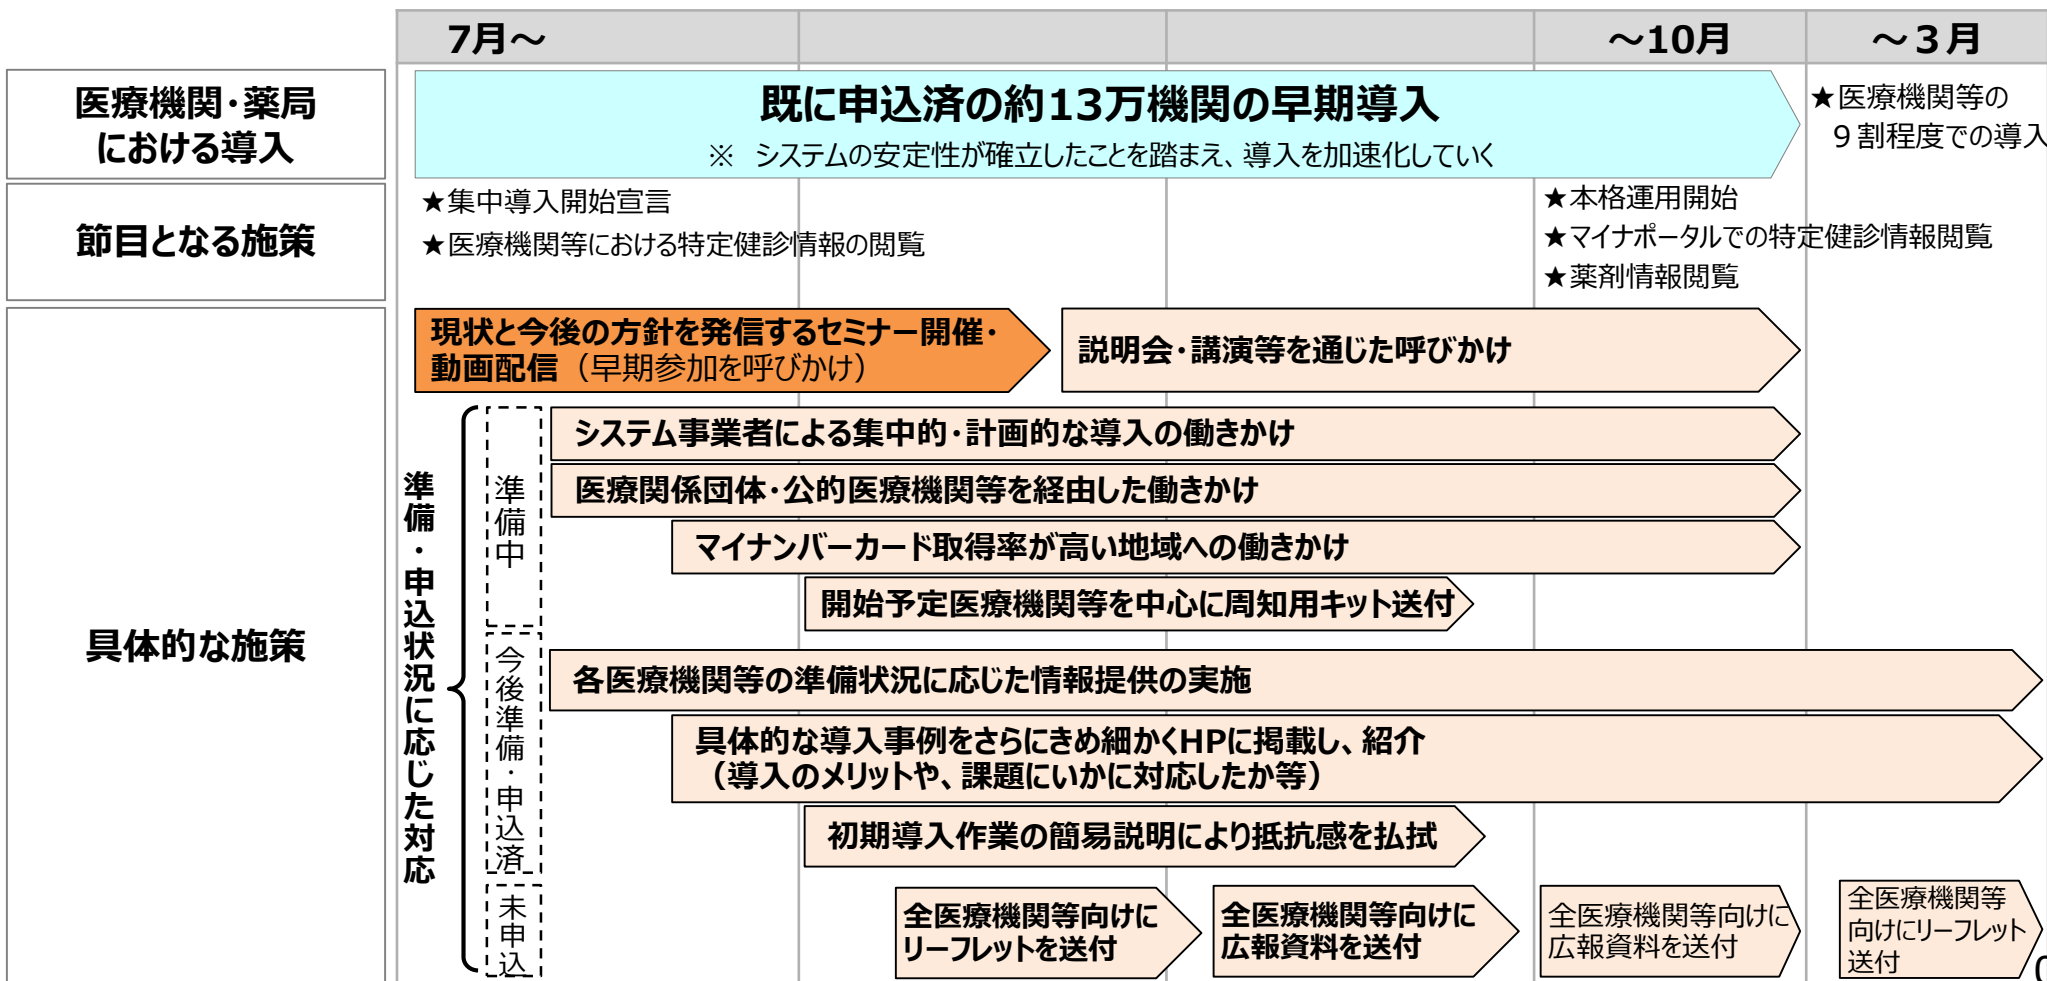 7月～
～10月
～３月
医療機関・薬局
における導入
既に申込済の約13万機関の早期導入
※　システムの安定性が確立したことを踏まえ、導入を加速化していく
★医療機関等の
９割程度での導入
節目となる施策
★集中導入開始宣言
★医療機関等における特定健診情報の閲覧
★本格運用開始
★マイナポータルでの特定健診情報閲覧
★薬剤情報閲覧
具体的な施策
現状と今後の方針を発信するセミナー開催・
動画配信（早期参加を呼びかけ）
説明会・講演等を通じた呼びかけ
準備・申込状況に応じた対応
準備中
システム事業者による集中的・計画的な導入の働きかけ
医療関係団体・公的医療機関等を経由した働きかけ
マイナンバーカード取得率が高い地域への働きかけ
開始予定医療機関等を中心に周知用キット送付
今後準備・申込済
各医療機関等の準備状況に応じた情報提供の実施
具体的な導入事例をさらにきめ細かくHPに掲載し、紹介
（導入のメリットや、課題にいかに対応したか等）
初期導入作業の簡易説明により抵抗感を払拭
未申込
全医療機関等向けに
リーフレットを送付
全医療機関等向けに
広報資料を送付
全医療機関等向けに
広報資料を送付
全医療機関等
向けにリーフレット
送付